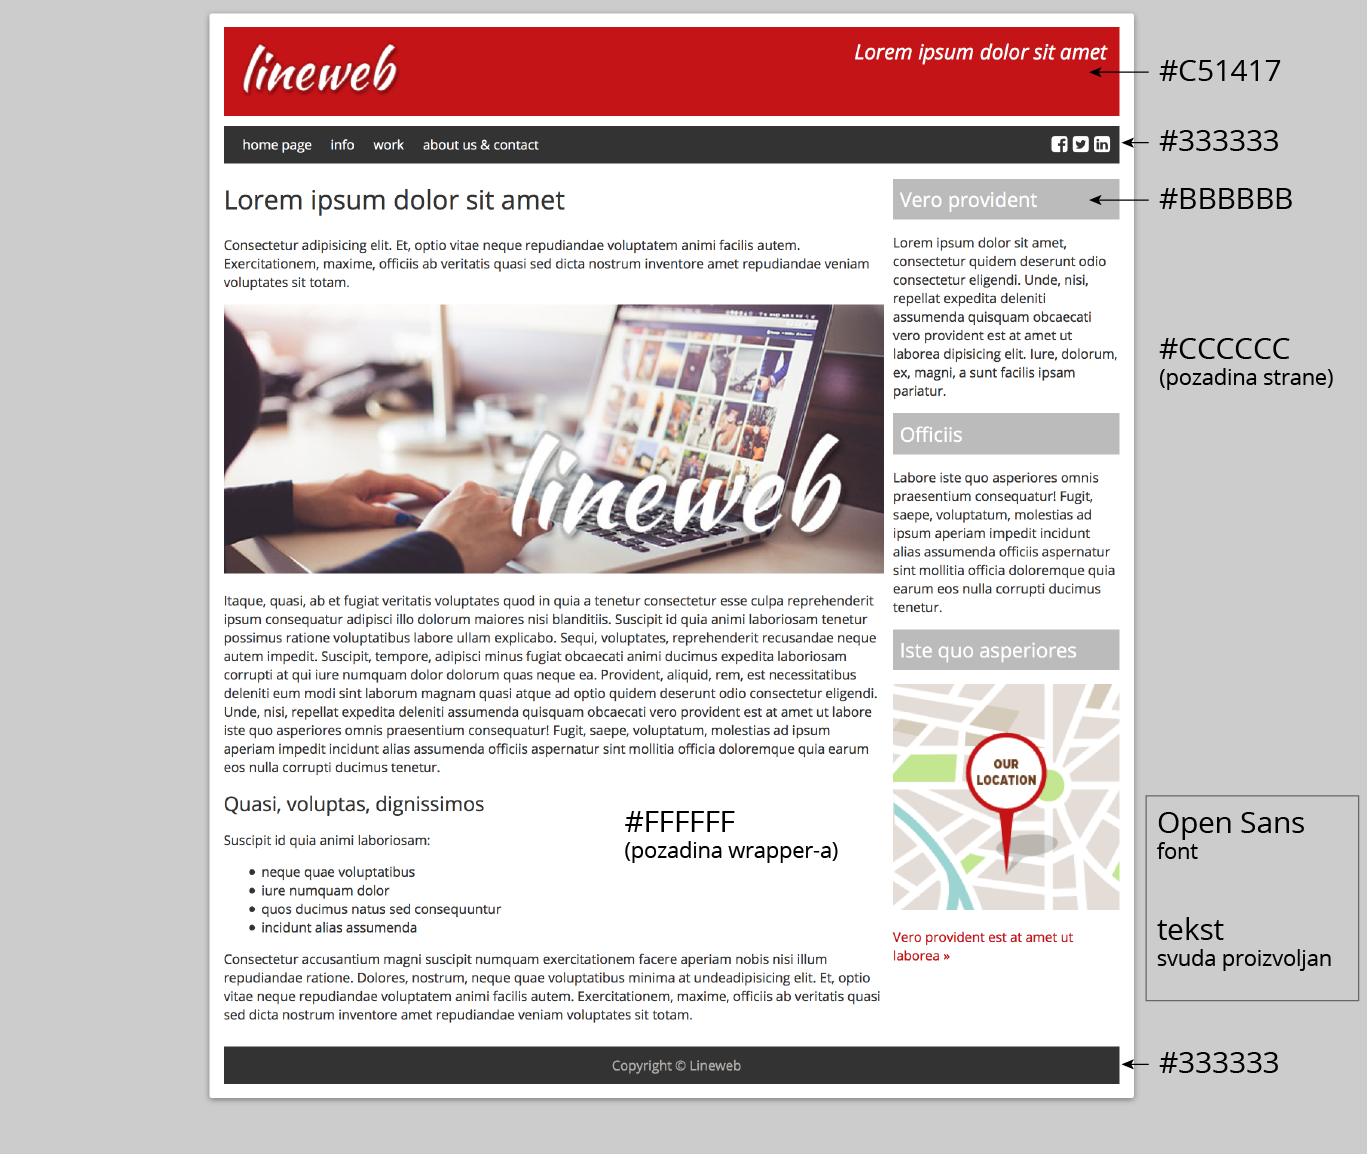 lineweb
Lorem ipsum dolor sit amet
#C51417
home page info work about us & contact
#333333
Lorem ipsum dolor sit amet
Consectetur adipisicing elit. Et, optio vitae neque repudiandae voluptatem animi facilis autem.
Exercitationem, maxime, officiis ab veritatis quasi sed dicta nostrum inventore amet repudiandae veniam
voluptates sit totam.
lineweb
Itaque, quasi, ab et fugiat veritatis voluptates quod in quia a tenetur consectetur esse culpa reprehenderit
ipsum consequatur adipisci illo dolorum maiores nisi blanditiis. Suscipit id quia animi laboriosam tenetur
possimus ratione voluptatibus labore ullam explicabo. Sequi, voluptates, reprehenderit recusandae neque
autem impedit. Suscipit, tempore, adipisci minus fugiat obcaecati animi ducimus expedita laboriosam
corrupti at qui iure numquam dolor dolorum quas neque ea. Provident, aliquid, rem, est necessitatibus
deleniti eum modi sint laborum magnam quasi atque ad optio quidem deserunt odio consectetur eligendi.
Unde, nisi, repellat expedita deleniti assumenda quisquam obcaecati vero provident est at amet ut labore
iste quo asperiores omnis praesentium consequatur! Fugit, saepe, voluptatum, molestias ad ipsum
aperiam impedit incidunt alias assumenda officiis aspernatur sint mollitia officia doloremque quia earum
eos nulla corrupti ducimus tenetur.
Quasi, voluptas, dignissimos
Suscipit id quia animi laboriosam:
• neque quae voluptatibus
• iure numquam dolor
• quos ducimus natus sed consequuntur
• incidunt alias assumenda
#FFFFFF
(pozadina wrapper-a)
Consectetur accusantium magni suscipit numquam exercitationem facere aperiam nobis nisi illum
repudiandae ratione. Dolores, nostrum, neque quae voluptatibus minima at undeadipisicing elit. Et, optio
vitae neque repudiandae voluptatem animi facilis autem. Exercitationem, maxime, officiis ab veritatis quasi
sed dicta nostrum inventore amet repudiandae veniam voluptates sit totam.
Vero provident
#BBBBBB
Lorem ipsum dolor sit amet,
consectetur quidem deserunt odio
consectetur eligendi. Unde, nisi,
repellat expedita deleniti
assumenda quisquam obcaecati
vero provident est at amet ut
laborea dipisicing elit. Iure, dolorum,
ex, magni, a sunt facilis ipsam
pariatur.
#CCCCCC
(pozadina strane)
Officiis
Labore iste quo asperiores omnis
praesentium consequatur! Fugit,
saepe, voluptatum, molestias ad
ipsum aperiam impedit incidunt
alias assumenda officiis aspernatur
sint mollitia officia doloremque quia
earum eos nulla corrupti ducimus
tenetur.
Iste quo asperiores
OUR
LOCATION
Vero provident est at amet ut
laborea »
Open Sans
font
tekst
svuda proizvoljan
Copyright © Lineweb
#333333